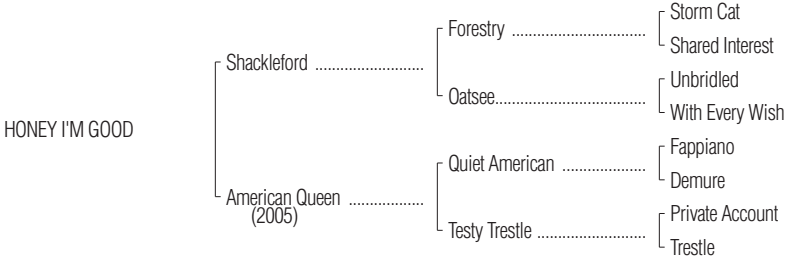 Storm Cat
Forestry ................................
Shared Interest
Shackleford ..........................
Unbridled
Oatsee....................................
With Every Wish
HONEY I'M GOOD
Fappiano
Quiet American ....................
Demure
American Queen ..................
(2005)
Private Account
Testy Trestle ..........................
Trestle